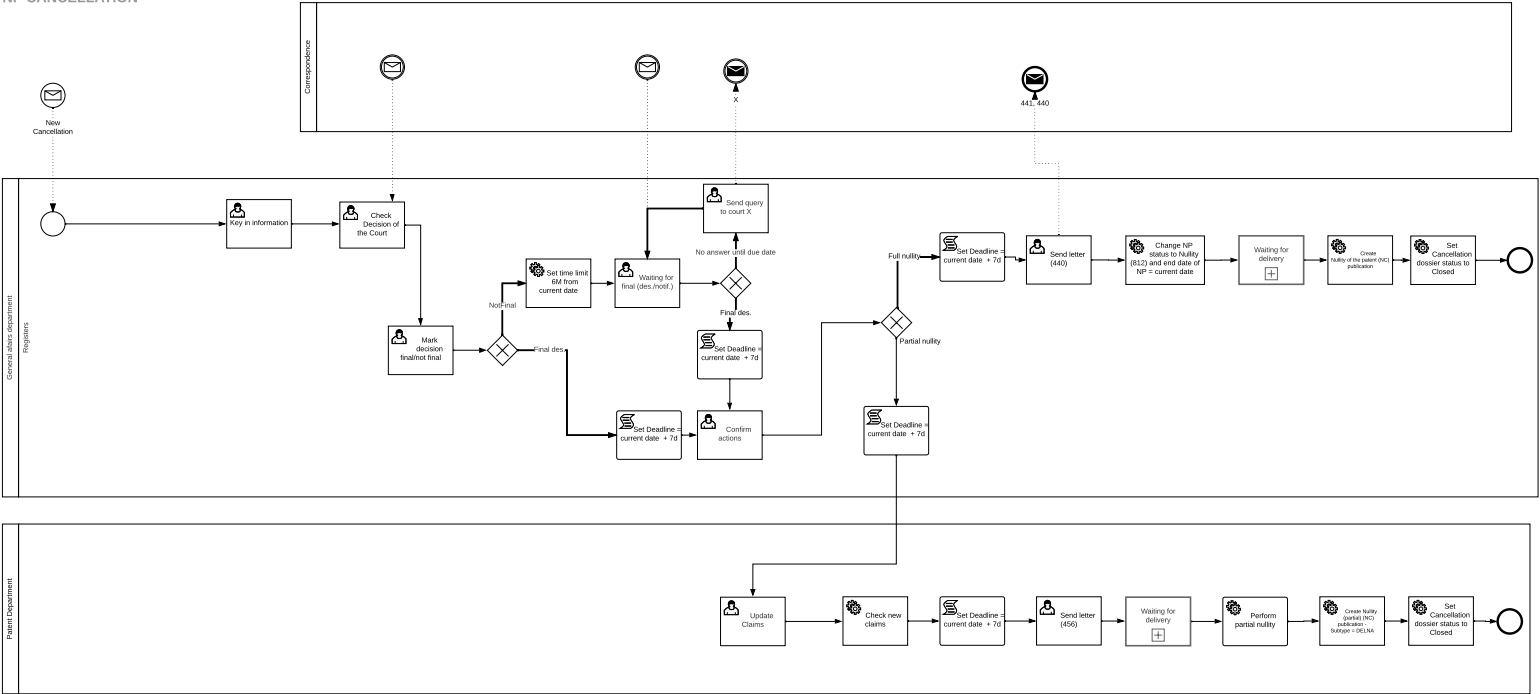 NP CANCELLATION
Correspondence
New
Cancellation
X
441, 440
General afairs department
Registers
Key in information
Check
Decision of
the Court
Send query
to court X
No answer until due date
Set time limit
6M from
current date
Waiting for
final (des./notif.)
NotFinal
Final des.
Mark
decision
final/not final
Final des.
Set Deadline =
current date + 7d
Set Deadline =
current date + 7d
Confirm
actions
Full nullity
Partial nullity
Set Deadline =
current date + 7d
Send letter
(440)
Change NP
status to Nullity
(812) and end date of
NP = current date
Waiting for
delivery
Create
Nullity of the patent (NC)
publication
Set
Cancellation
dossier status to
Closed
Set Deadline =
current date + 7d
Patent Department
Update
Claims
Check new
claims
Set Deadline =
current date + 7d
Send letter
(456)
Waiting for
delivery
Perform
partial nullity
Create Nullity
(partial) (NC)
publication -
Subtype = DELNA
Set
Cancellation
dossier status to
Closed